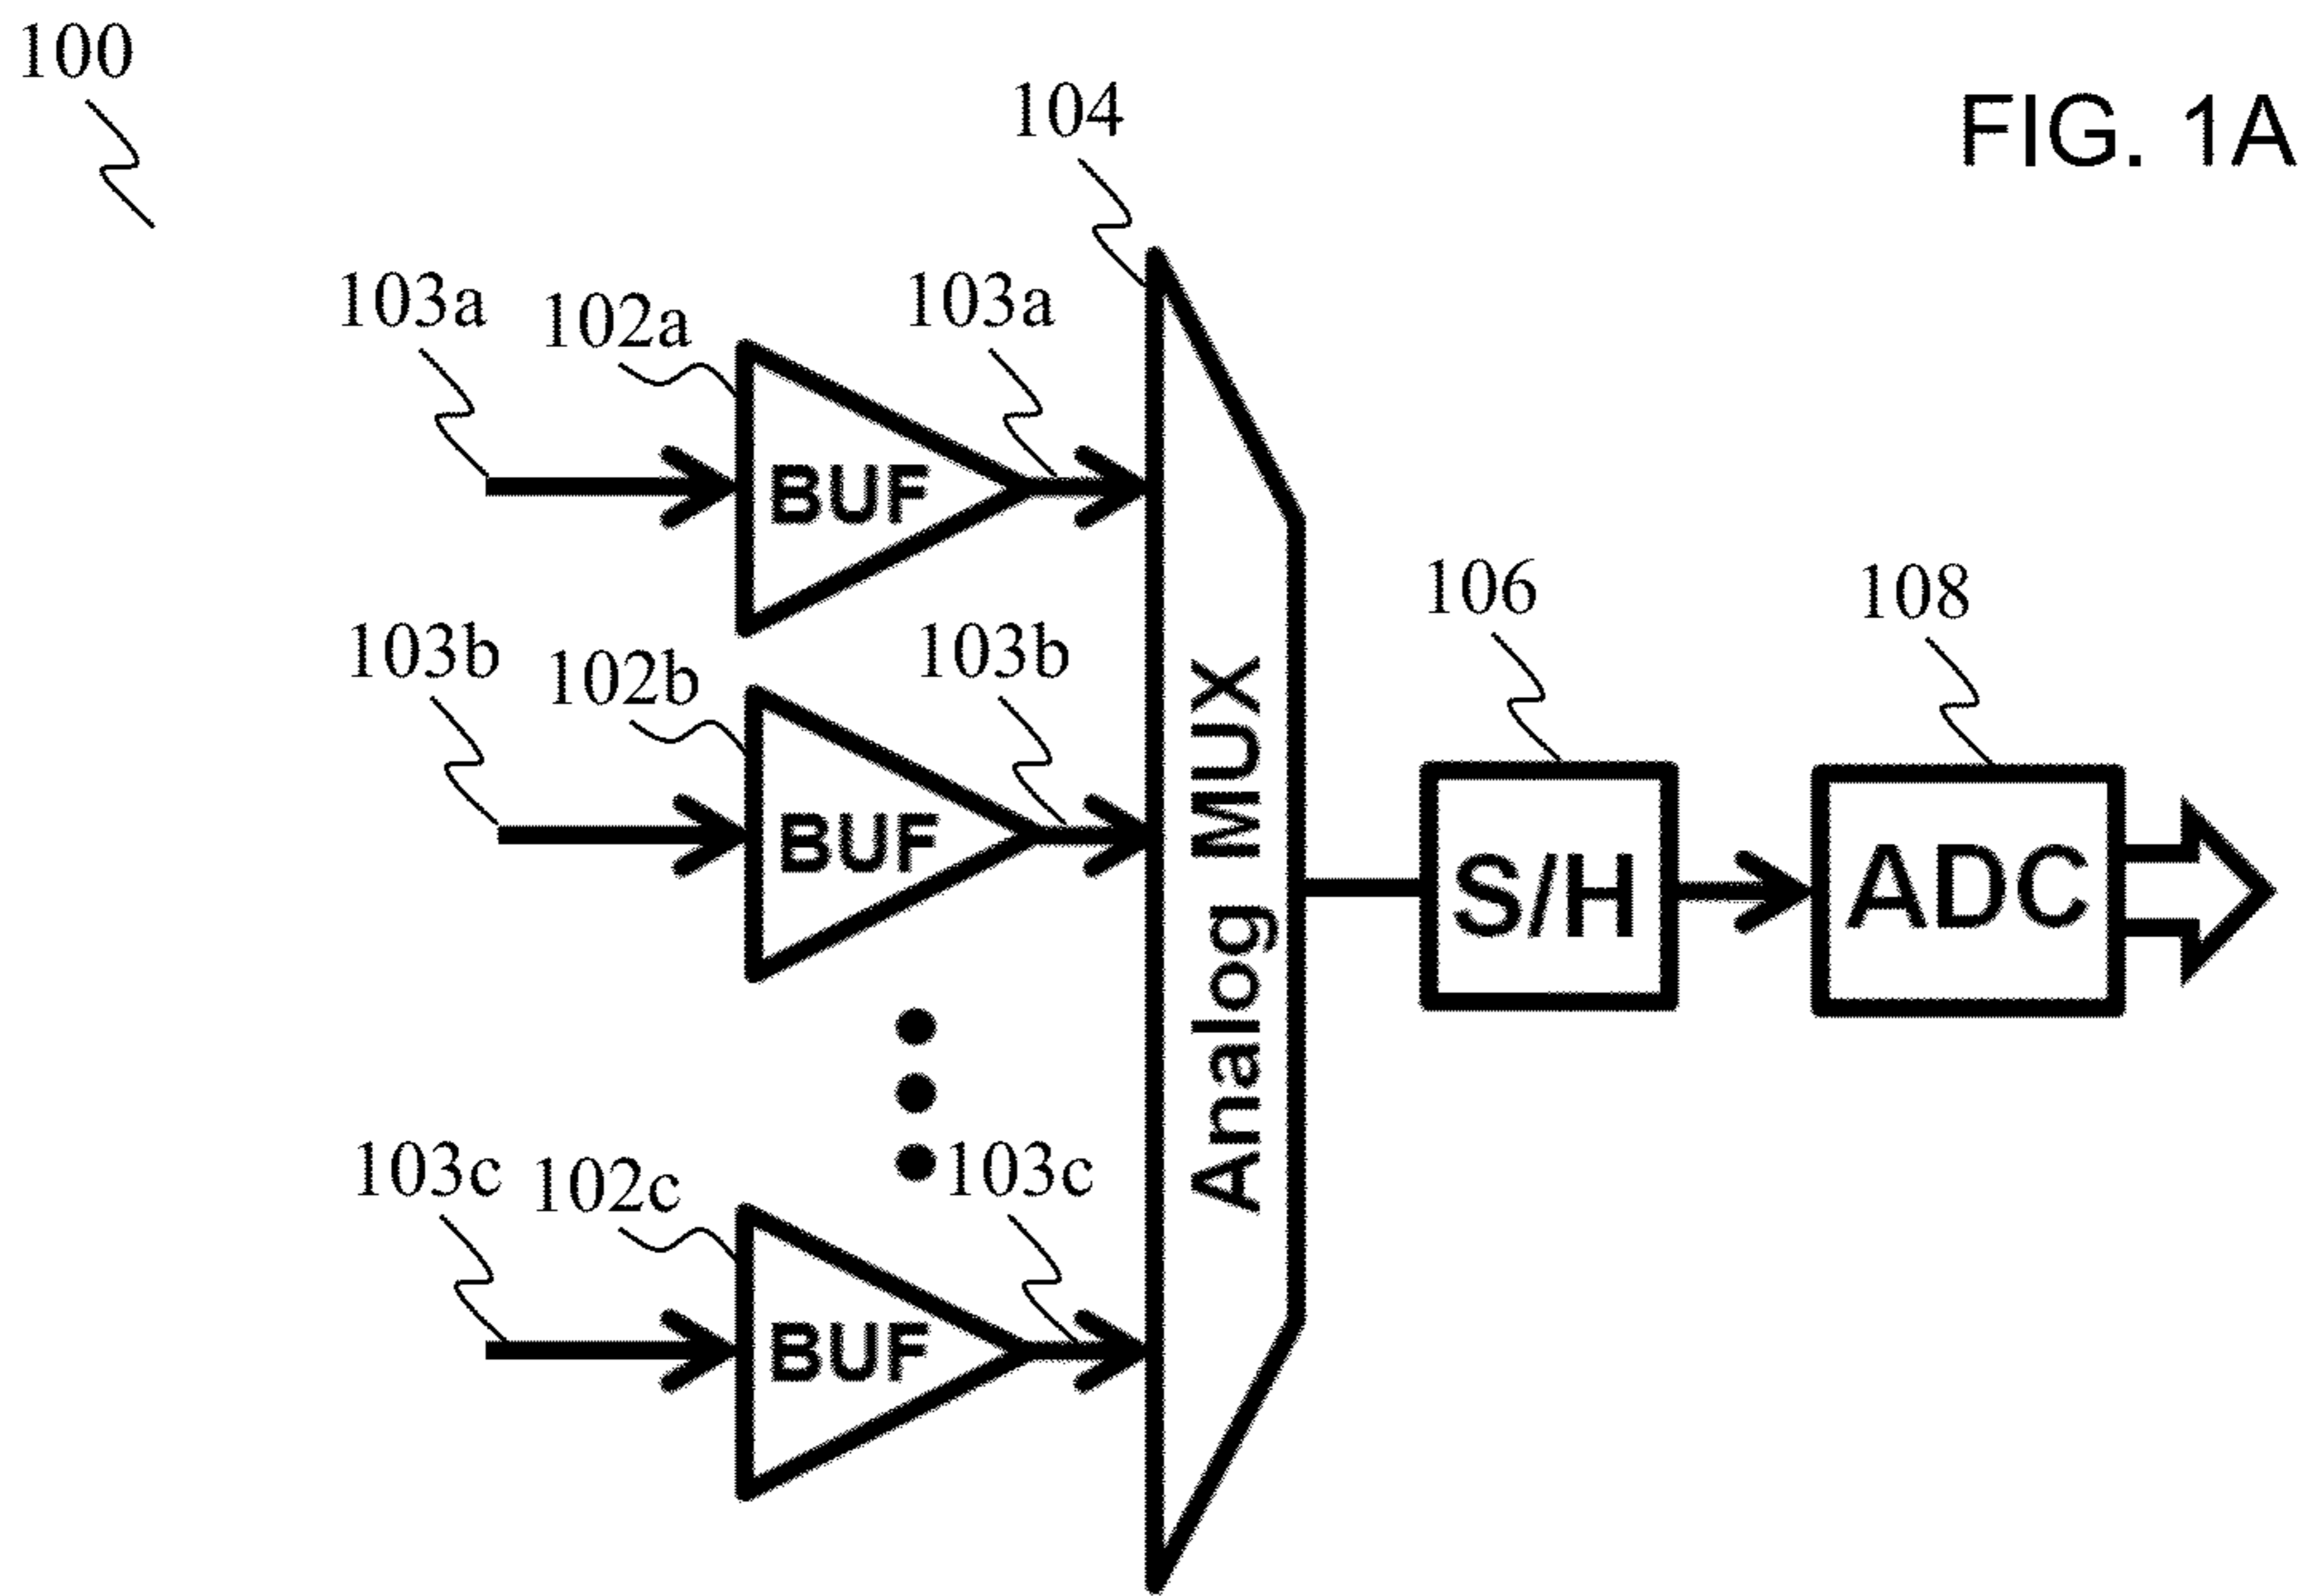 100
104
FIG. 1A
103a
102a
103a
BUF
106
108
103b
102b
103b
BUF
Analog MUX
S/H
ADC
103c
102c
103c
BUF